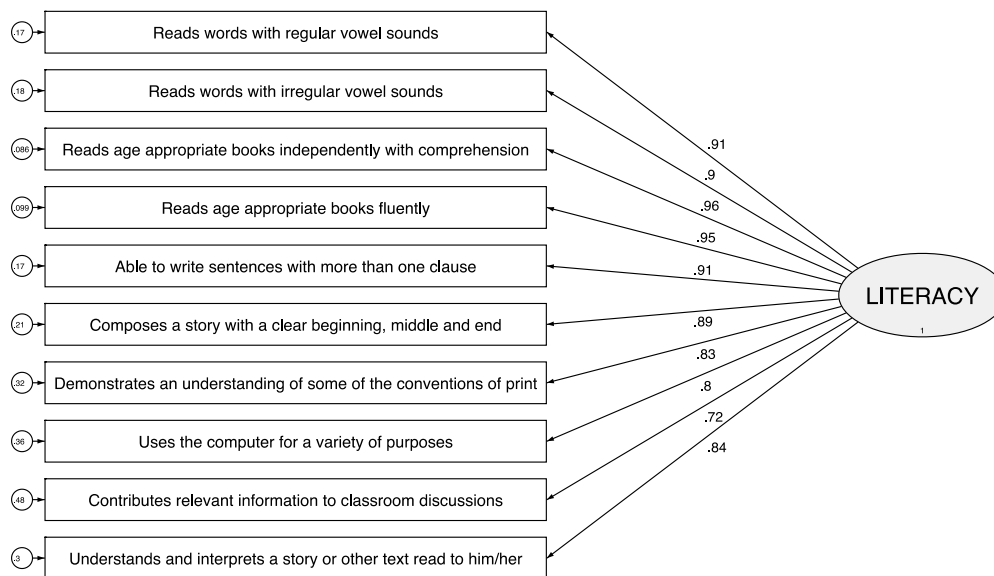 .17 Reads words with regular vowel sounds
.18 Reads words with irregular vowel sounds
.91
.086 Reads age appropriate books independently with comprehension
.9
.96
.099 Reads age appropriate books fluently
.95
.17 Able to write sentences with more than one clause
.91
LITERACY
1
.21 Composes a story with a clear beginning, middle and end
.89
.83
.32 Demonstrates an understanding of some of the conventions of print
.8
.72
.36 Uses the computer for a variety of purposes
.84
.48 Contributes relevant information to classroom discussions
.3 Understands and interprets a story or other text read to him/her